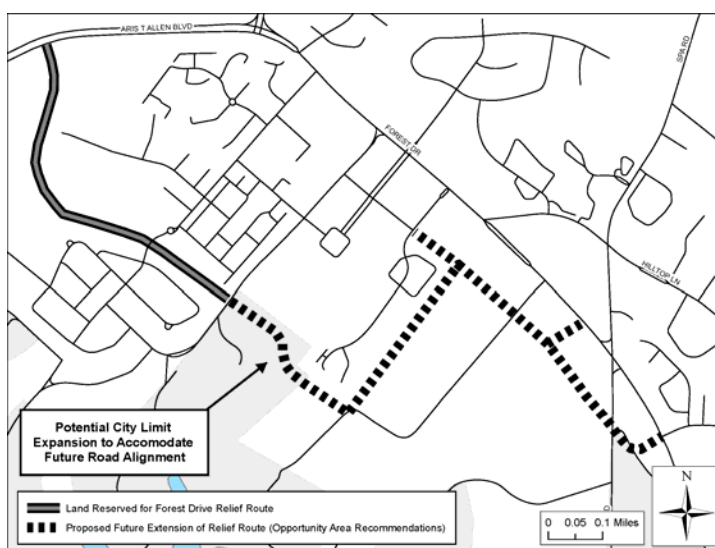 ARIS T ALLEN BLVD
SPA RD
FOREST DR
HILLTOP LN
Potential City Limit
Expansion to Accomodate
Future Road Alignment
N
Land Reserved for Forest Drive Relief Route
Proposed Future Extension of Relief Route (Opportunity Area Recommendations)
0 0.05 0.1 Miles